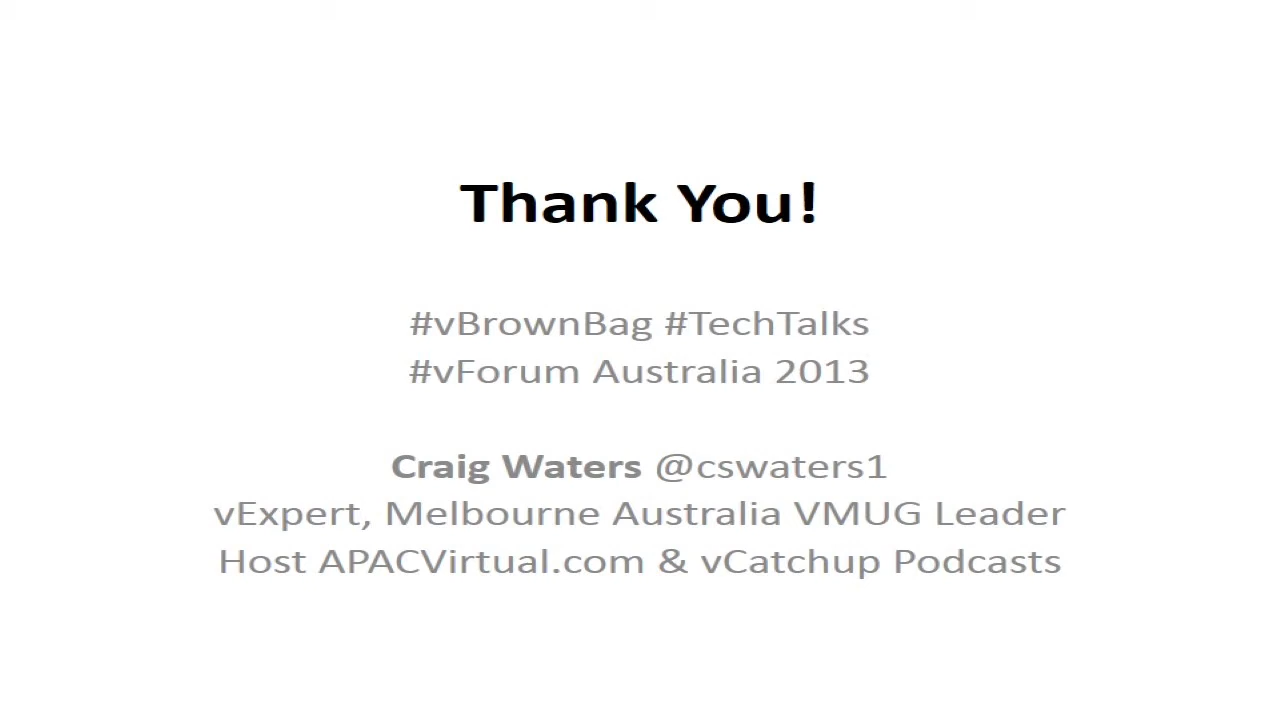 Thank You!
#vBrownBag #TechTalks
#vForum Australia 2013
Craig Waters @cswaters1
vExpert, Melbourne Australia VMUG Leader
Host APACVirtual.com & vCatchup Podcasts